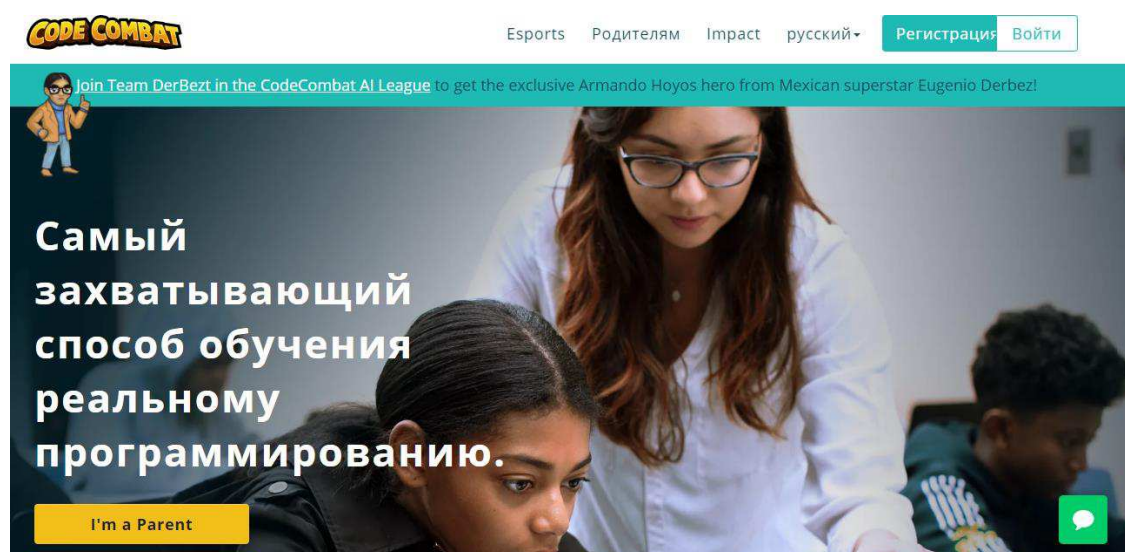 CODE COMBAT
Esports Родителям Impact русский Регистрация Войти
Join Team DerBezt in the CodeCombat AI League to get the exclusive Armando Hoyos hero from Mexican superstar Eugenio Derbez!
Самый
захватывающий
способ обучения
реальному
программированию.
I'm a Parent